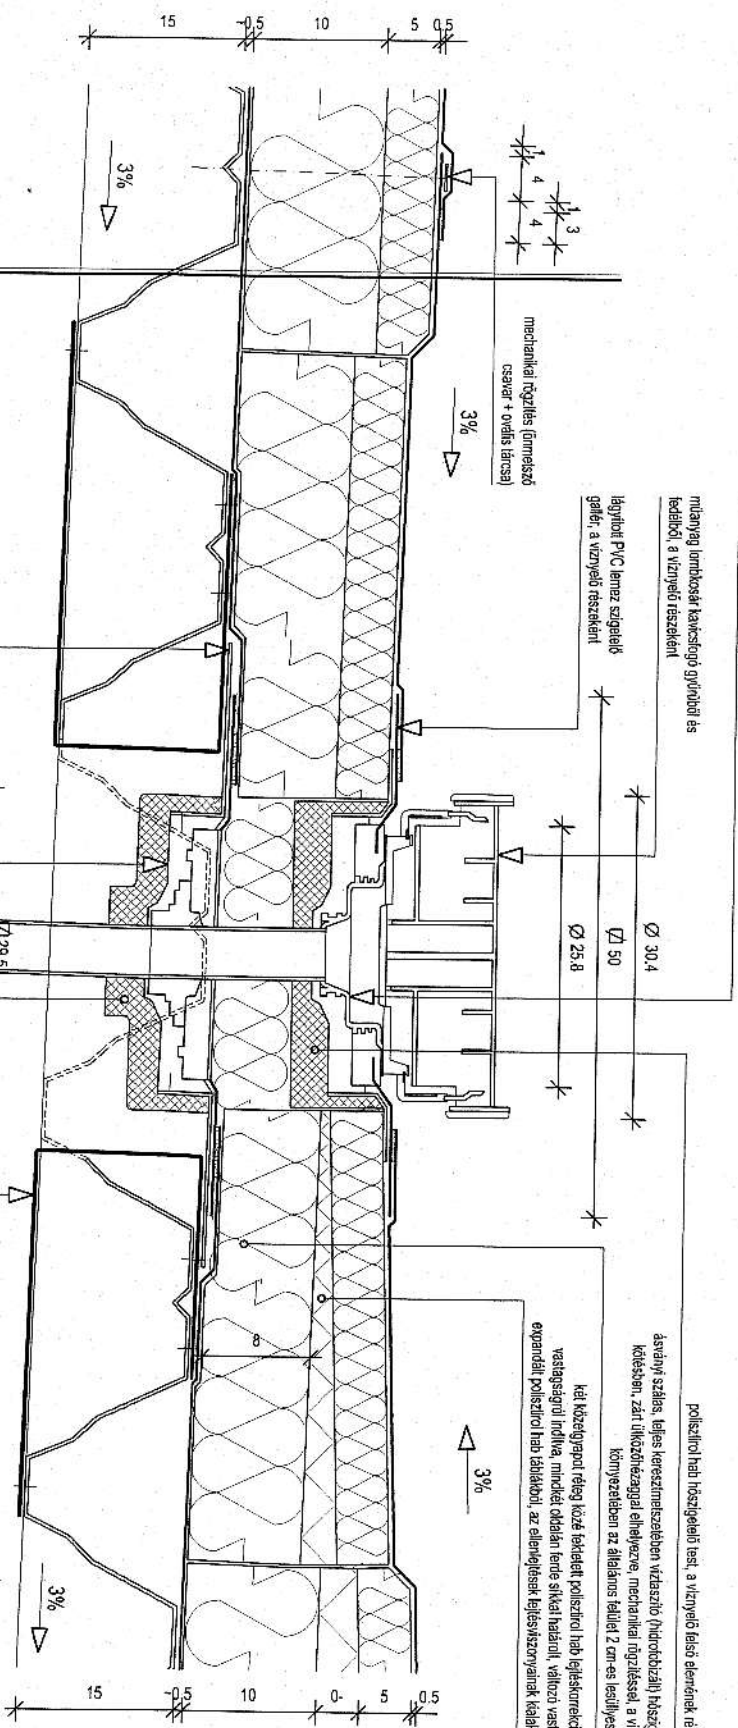 15
0,5
10
5
0,5
1
4
1
4
3
3%
mechanikai rögzítés (önmetsző
csavar + ovális tárcsa)
3%
műanyag lombkosár kavicsfogó gyűrűből és
fedélből, a víznyelő részeként
lágyított PVC lemez szigetelő
gallér, a víznyelő részeként
Ø 30.4
50
Ø 25.8
29.5
polisztirol hab hőszigetelő test, a víznyelő felső elemének ré
ásványi szálas, teljes keresztmetszetében víztaszító (hidrofobizált) hőszig
kötésben, zárt ütközőhézaggal elhelyezve, mechanikai rögzítéssel, a ví
környezetében az általános felület 2 cm-es lesüllyes
két kőzetgyapot réteg közé fektetett polisztirol hab lejtéskorrekci
vastagságról indítva, mindkét oldalán ferde síkkal határolt, változó vast
expandált polisztirol hab táblákból, az ellenlejtések lejtésviszonyainak kialak
8
3%
3%
15
0,5
10
0-
5
0.5